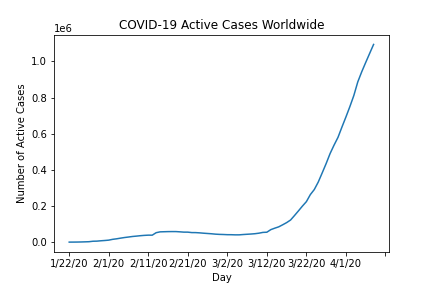 COVID-19 Active Cases Worldwide
1e6
1.0
0.8
0.6
0.4
0.2
0.0
Number of Active Cases
1/22/20 2/1/20 2/11/20 2/21/20 3/2/20 3/12/20 3/22/20 4/1/20
Day